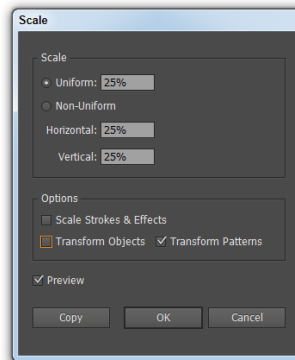 Scale
Scale
Uniform: 25%
Non-Uniform
Horizontal: 25%
Vertical: 25%
Options
Scale Strokes & Effects
Transform Objects Transform Patterns
Preview
Copy OK Cancel